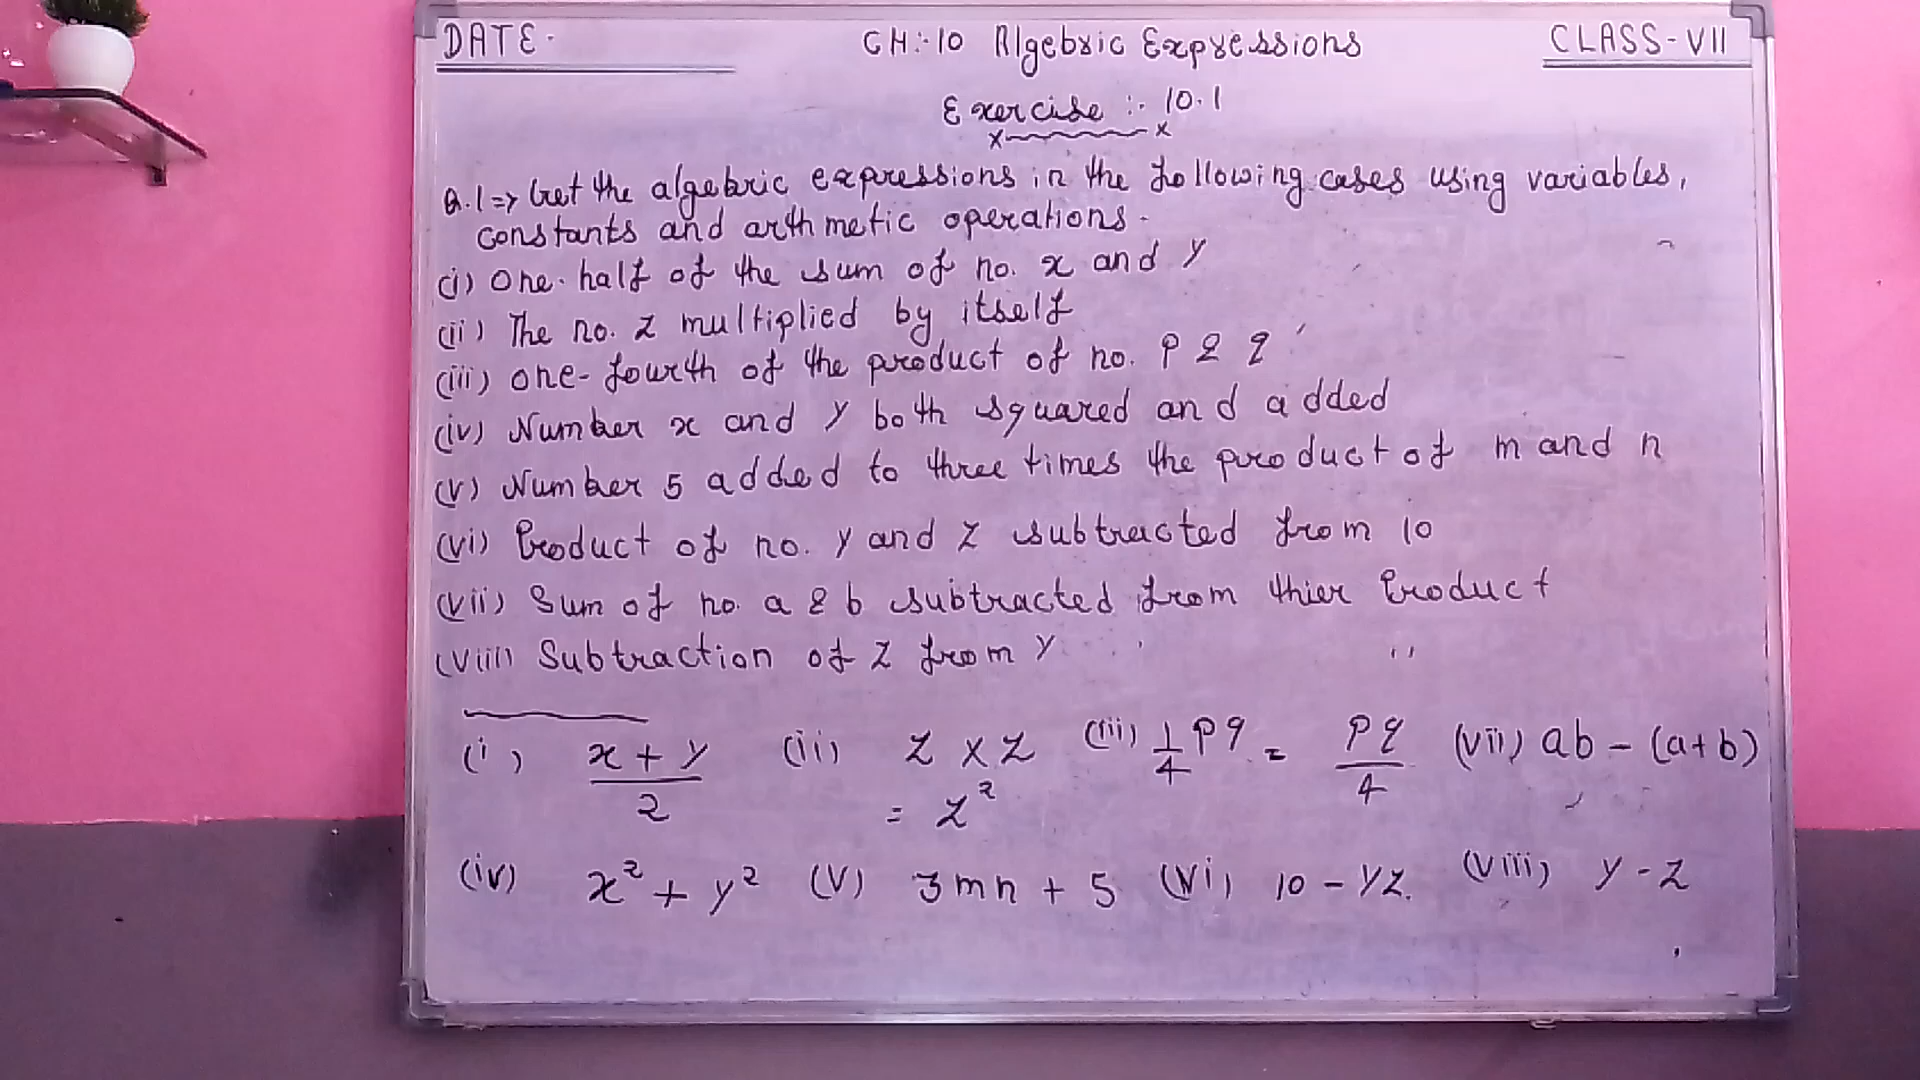 DATE-
CH:-10 Algebric Expressions
CLASS-VII
Exercise :- 10.1
Q.1=> Get the algebric expressions in the following cases using variables,
constants and arthmetic operations.
(i) One-half of the sum of no. x and y
(ii) The no. z multiplied by itself
(iii) one-fourth of the product of no. p & q
(iv) Number x and y both squared and added
(v) Number 5 added to three times the product of m and n
(vi) Product of no. y and z subtracted from 10
(vii) Sum of no. a & b subtracted from thier Product
(viii) Subtraction of z from y
(i) x + y / 2 (ii) z x z = z² (iii) 1/4 pq = pq/4 (vii) ab - (a+b)
(iv) x² + y² (v) 3mn + 5 (vi) 10 - yz. (viii) y - z